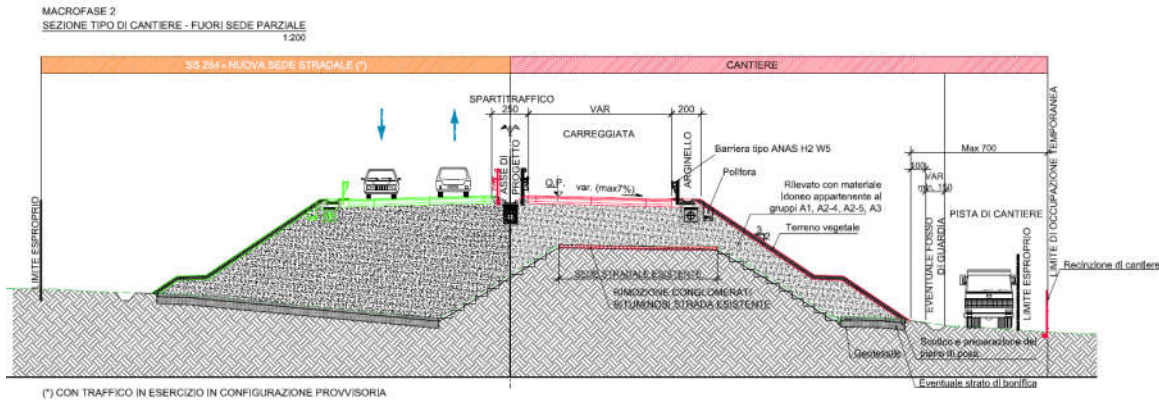 MACROFASE 2
SEZIONE TIPO DI CANTIERE - FUORI SEDE PARZIALE
1:200
SS 284 - NUOVA SEDE STRADALE (*)
CANTIERE
SPARTITRAFFICO
250
VAR
200
CARREGGIATA
ASSE DI
PROGETTO
ARGINELLO
Barriera tipo ANAS H2 W5
Polifora
Q.P.
var. (max7%)
Rilevato con materiale
idoneo appartenente ai
gruppi A1, A2-4, A2-5, A3
Terreno vegetale
3
2
Max 700
100
VAR
min. 150
PISTA DI CANTIERE
EVENTUALE FOSSO
DI GUARDIA
LIMITE ESPROPRIO
LIMITE DI OCCUPAZIONE TEMPORANEA
Recinzione di cantiere
LIMITE ESPROPRIO
SEDE STRADALE ESISTENTE
RIMOZIONE CONGLOMERATI
BITUMINOSI STRADA ESISTENTE
Geotessile
Scotico e preparazione del
piano di posa
Eventuale strato di bonifica
(*) CON TRAFFICO IN ESERCIZIO IN CONFIGURAZIONE PROVVISORIA